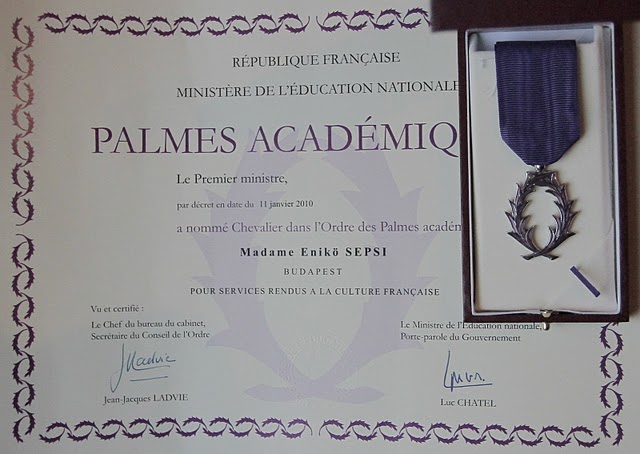 RÉPUBLIQUE FRANÇAISE
MINISTÈRE DE L'ÉDUCATION NATIONALE
PALMES ACADÉMIQ
Le Premier ministre,
par décret en date du 11 janvier 2010
a nommé Chevalier dans l'Ordre des Palmes académ
Madame Enikö SEPSI
BUDAPEST
POUR SERVICES RENDUS A LA CULTURE FRANÇAISE
Vu et certifié :
Le Chef du bureau du cabinet,
Secrétaire du Conseil de l'Ordre
Jean-Jacques LADVIE
Le Ministre de l'Éducation nationale,
Porte-parole du Gouvernement
Luc CHATEL